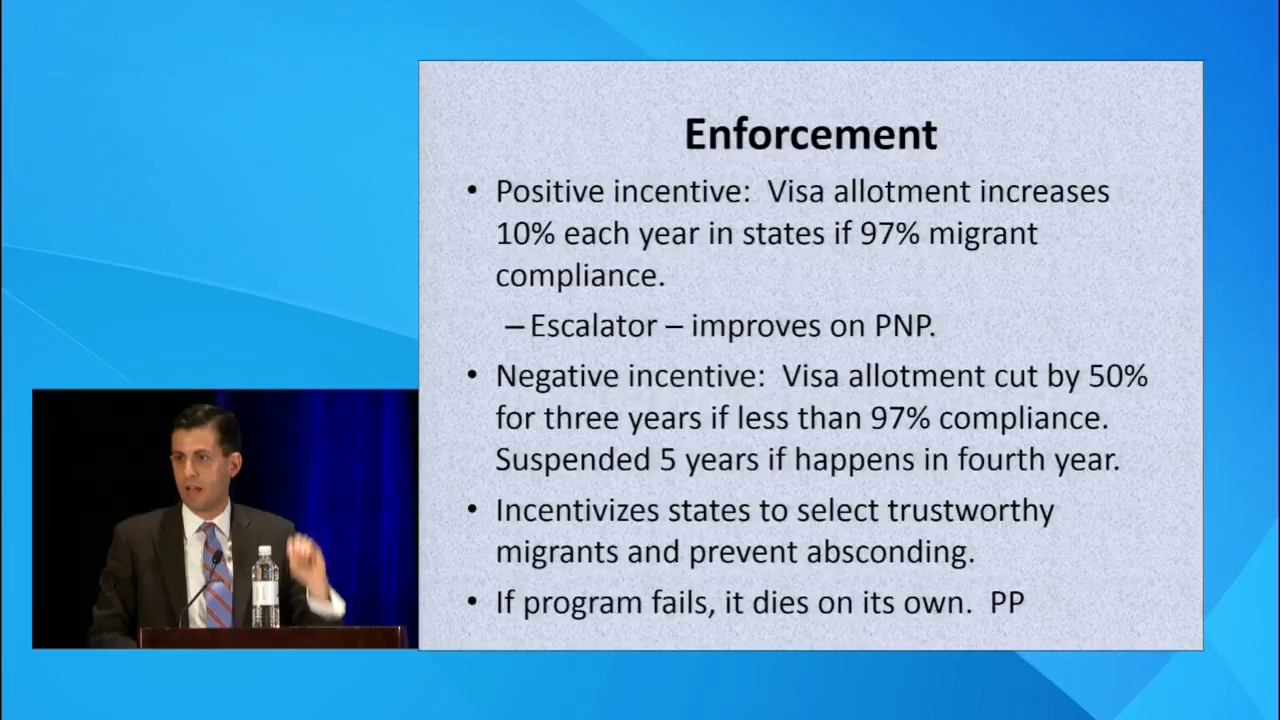 Enforcement
• Positive incentive: Visa allotment increases
10% each year in states if 97% migrant
compliance.
– Escalator – improves on PNP.
• Negative incentive: Visa allotment cut by 50%
for three years if less than 97% compliance.
Suspended 5 years if happens in fourth year.
• Incentivizes states to select trustworthy
migrants and prevent absconding.
• If program fails, it dies on its own. PP